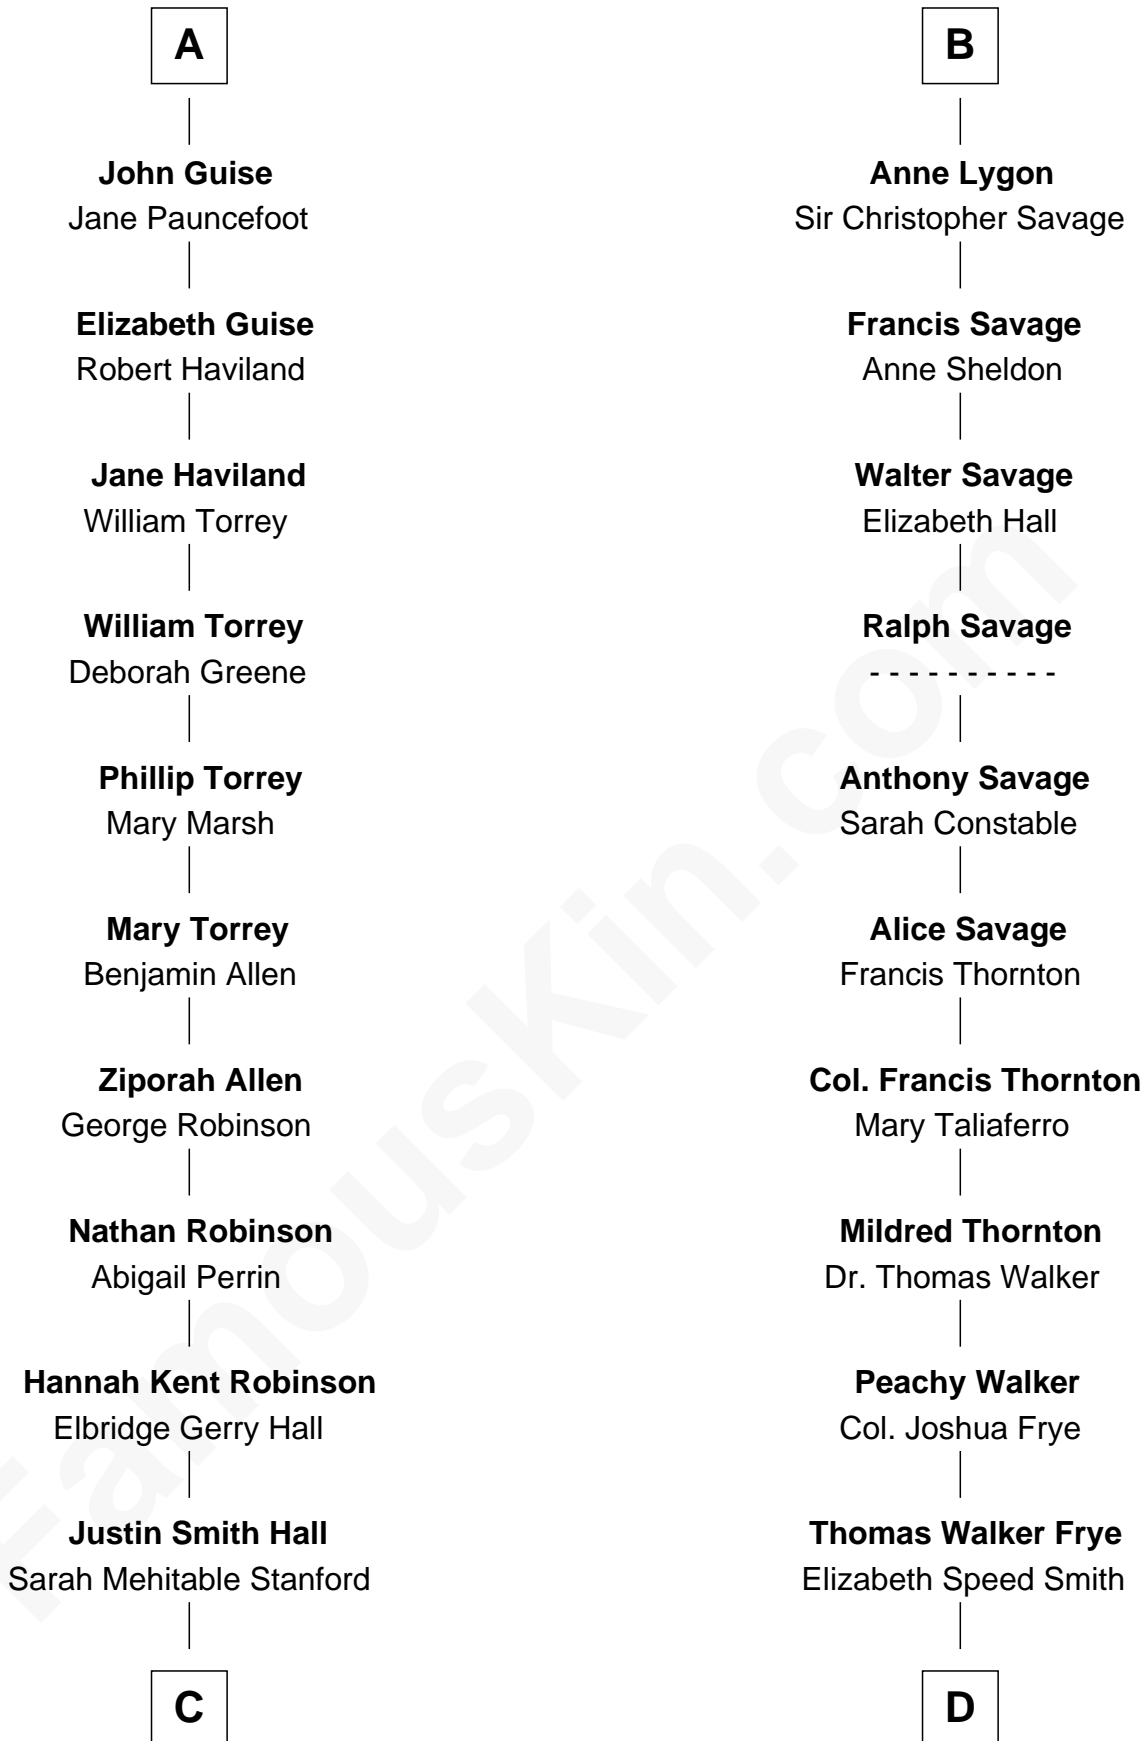 A
John Guise
Jane Pauncefoot
Elizabeth Guise
Robert Haviland
Jane Haviland
William Torrey
William Torrey
Deborah Greene
Phillip Torrey
Mary Marsh
Mary Torrey
Benjamin Allen
Ziporah Allen
George Robinson
Nathan Robinson
Abigail Perrin
Hannah Kent Robinson
Elbridge Gerry Hall
Justin Smith Hall
Sarah Mehitable Stanford
C
B
Anne Lygon
Sir Christopher Savage
Francis Savage
Anne Sheldon
Walter Savage
Elizabeth Hall
Ralph Savage
- - - - - - - - - -
Anthony Savage
Sarah Constable
Alice Savage
Francis Thornton
Col. Francis Thornton
Mary Taliaferro
Mildred Thornton
Dr. Thomas Walker
Peachy Walker
Col. Joshua Frye
Thomas Walker Frye
Elizabeth Speed Smith
D
FamousKin.com